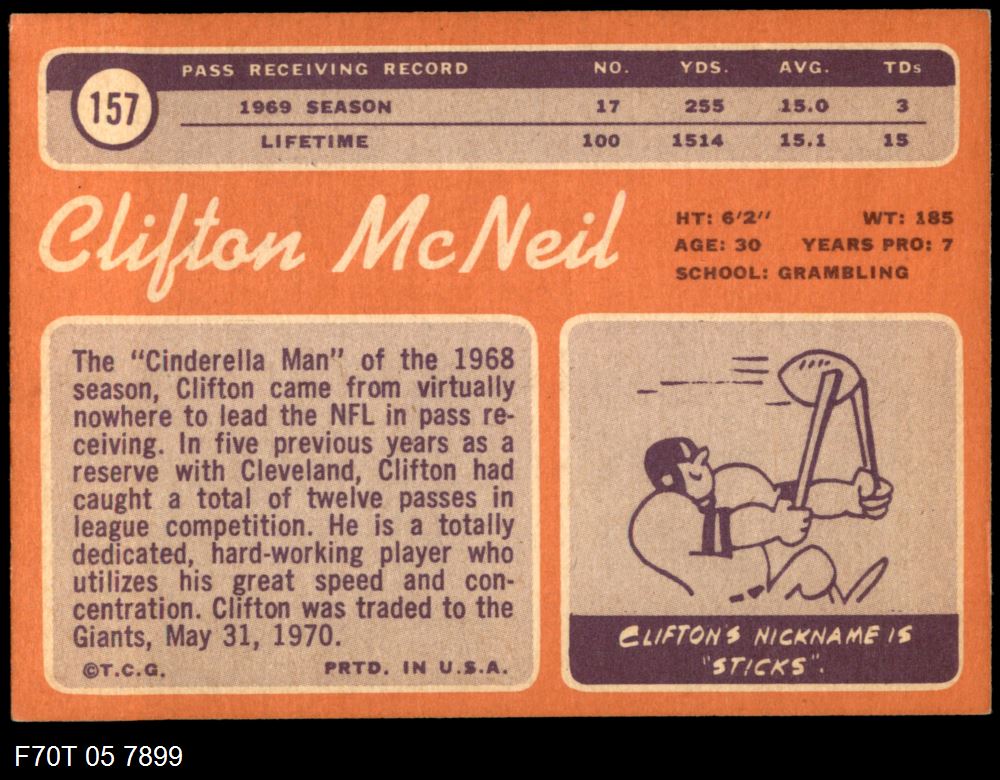 157
PASS RECEIVING RECORD NO. YDS. AVG. TDs
1969 SEASON 17 255 15.0 3
LIFETIME 100 1514 15.1 15
Clifton McNeil
HT: 6'2'' WT: 185
AGE: 30 YEARS PRO: 7
SCHOOL: GRAMBLING
The "Cinderella Man" of the 1968
season, Clifton came from virtually
nowhere to lead the NFL in pass re-
ceiving. In five previous years as a
reserve with Cleveland, Clifton had
caught a total of twelve passes in
league competition. He is a totally
dedicated, hard-working player who
utilizes his great speed and con-
centration. Clifton was traded to the
Giants, May 31, 1970.
©T.C.G. PRTD. IN U.S.A.
CLIFTON'S NICKNAME IS
"STICKS".
F70T 05 7899